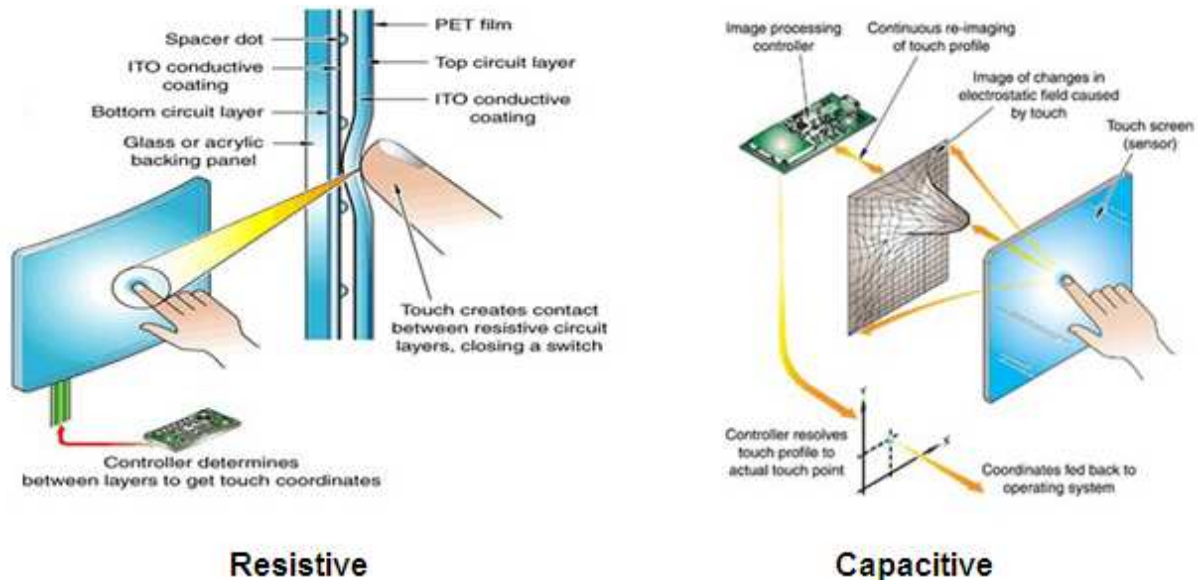 Spacer dot
ITO conductive
coating
Bottom circuit layer
Glass or acrylic
backing panel
PET film
Top circuit layer
ITO conductive
coating
Touch creates contact
between resistive circuit
layers, closing a switch
Controller determines
between layers to get touch coordinates
Resistive
Image processing
controller
Continuous re-imaging
of touch profile
Image of changes in
electrostatic field caused
by touch
Touch screen
(sensor)
Controller resolves
touch profile to
actual touch point
Y
X
Coordinates fed back to
operating system
Capacitive